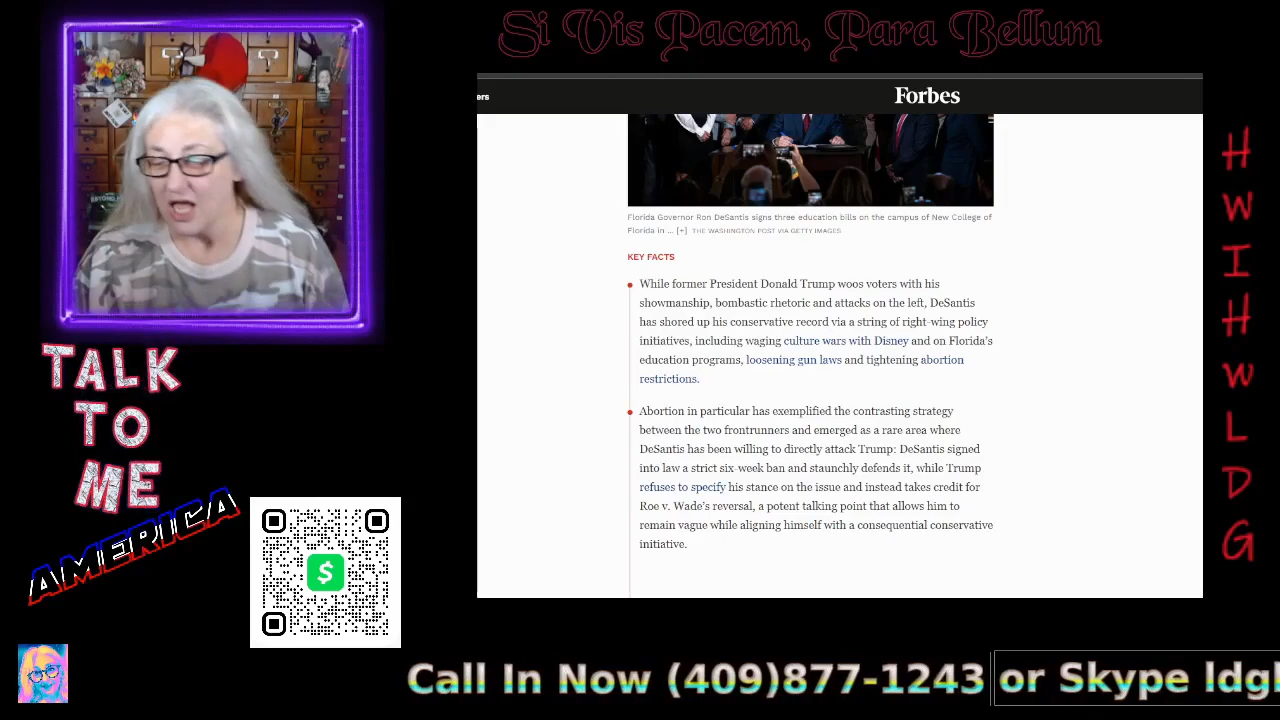 Si Vis Pacem, Para Bellum
ers
Forbes
Florida Governor Ron DeSantis signs three education bills on the campus of New College of
Florida in ... [+] THE WASHINGTON POST VIA GETTY IMAGES
KEY FACTS
While former President Donald Trump woos voters with his
showmanship, bombastic rhetoric and attacks on the left, DeSantis
has shored up his conservative record via a string of right-wing policy
initiatives, including waging culture wars with Disney and on Florida's
education programs, loosening gun laws and tightening abortion
restrictions.
Abortion in particular has exemplified the contrasting strategy
between the two frontrunners and emerged as a rare area where
DeSantis has been willing to directly attack Trump: DeSantis signed
into law a strict six-week ban and staunchly defends it, while Trump
refuses to specify his stance on the issue and instead takes credit for
Roe v. Wade's reversal, a potent talking point that allows him to
remain vague while aligning himself with a consequential conservative
initiative.
H
W
I
H
W
L
D
G
TALK
TO
ME
AMERICA
$
Call In Now (409)877-1243 or Skype ldg